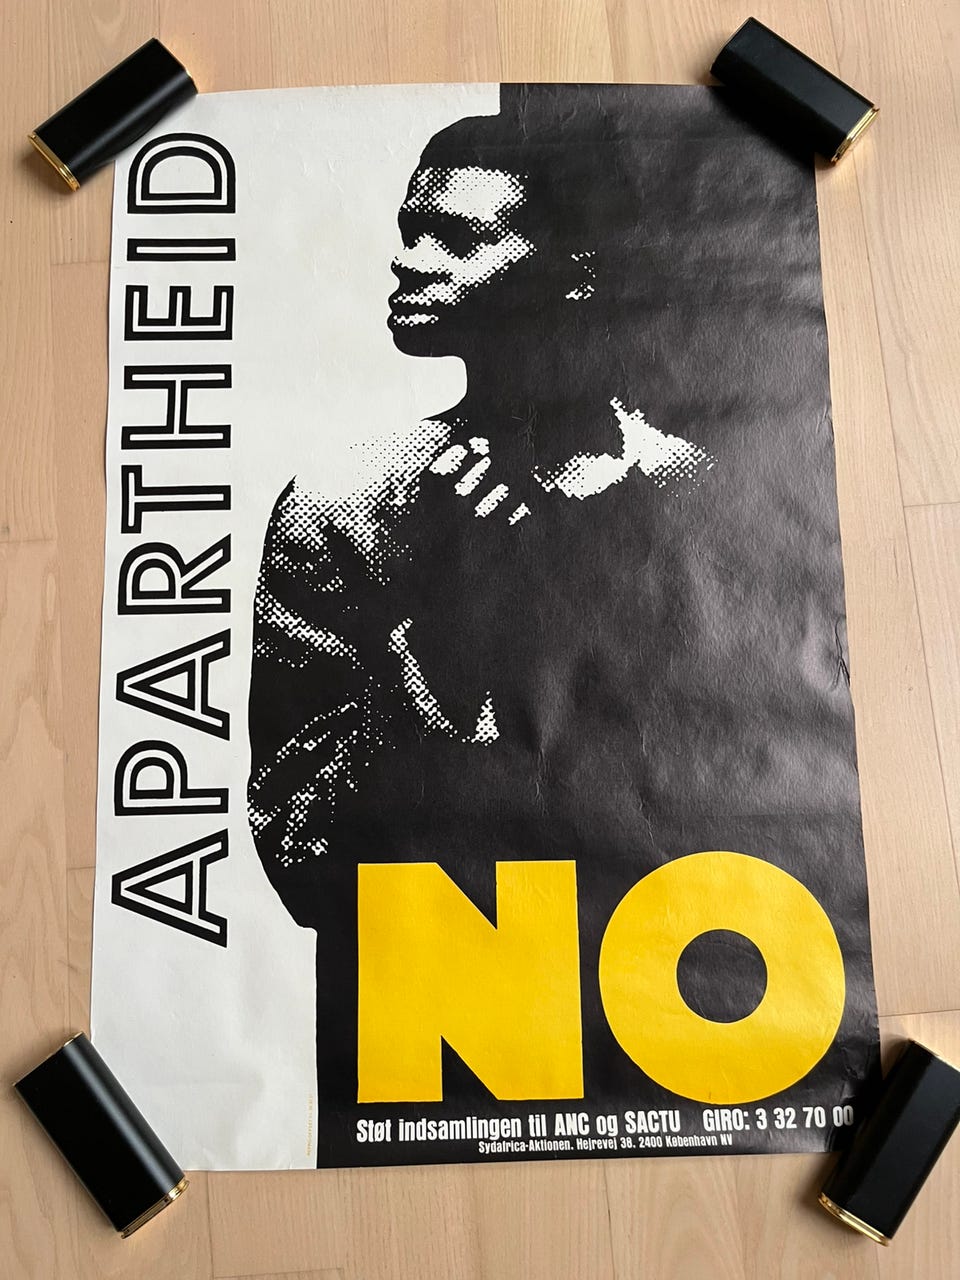 APARTHEID
NO
Støt indsamlingen til ANC og SACTU GIRO: 3 32 70 00
Sydafrica-Aktionen. Hejrevej 38. 2400 København NV